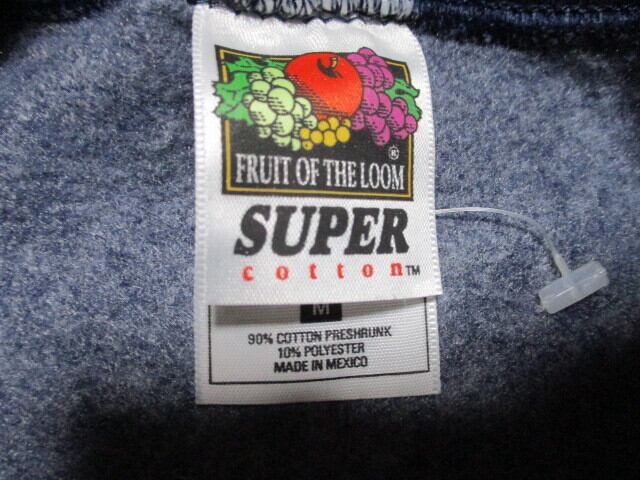 FRUIT OF THE LOOM ®
SUPER
cotton™
M
90% COTTON PRESHRUNK
10% POLYESTER
MADE IN MEXICO